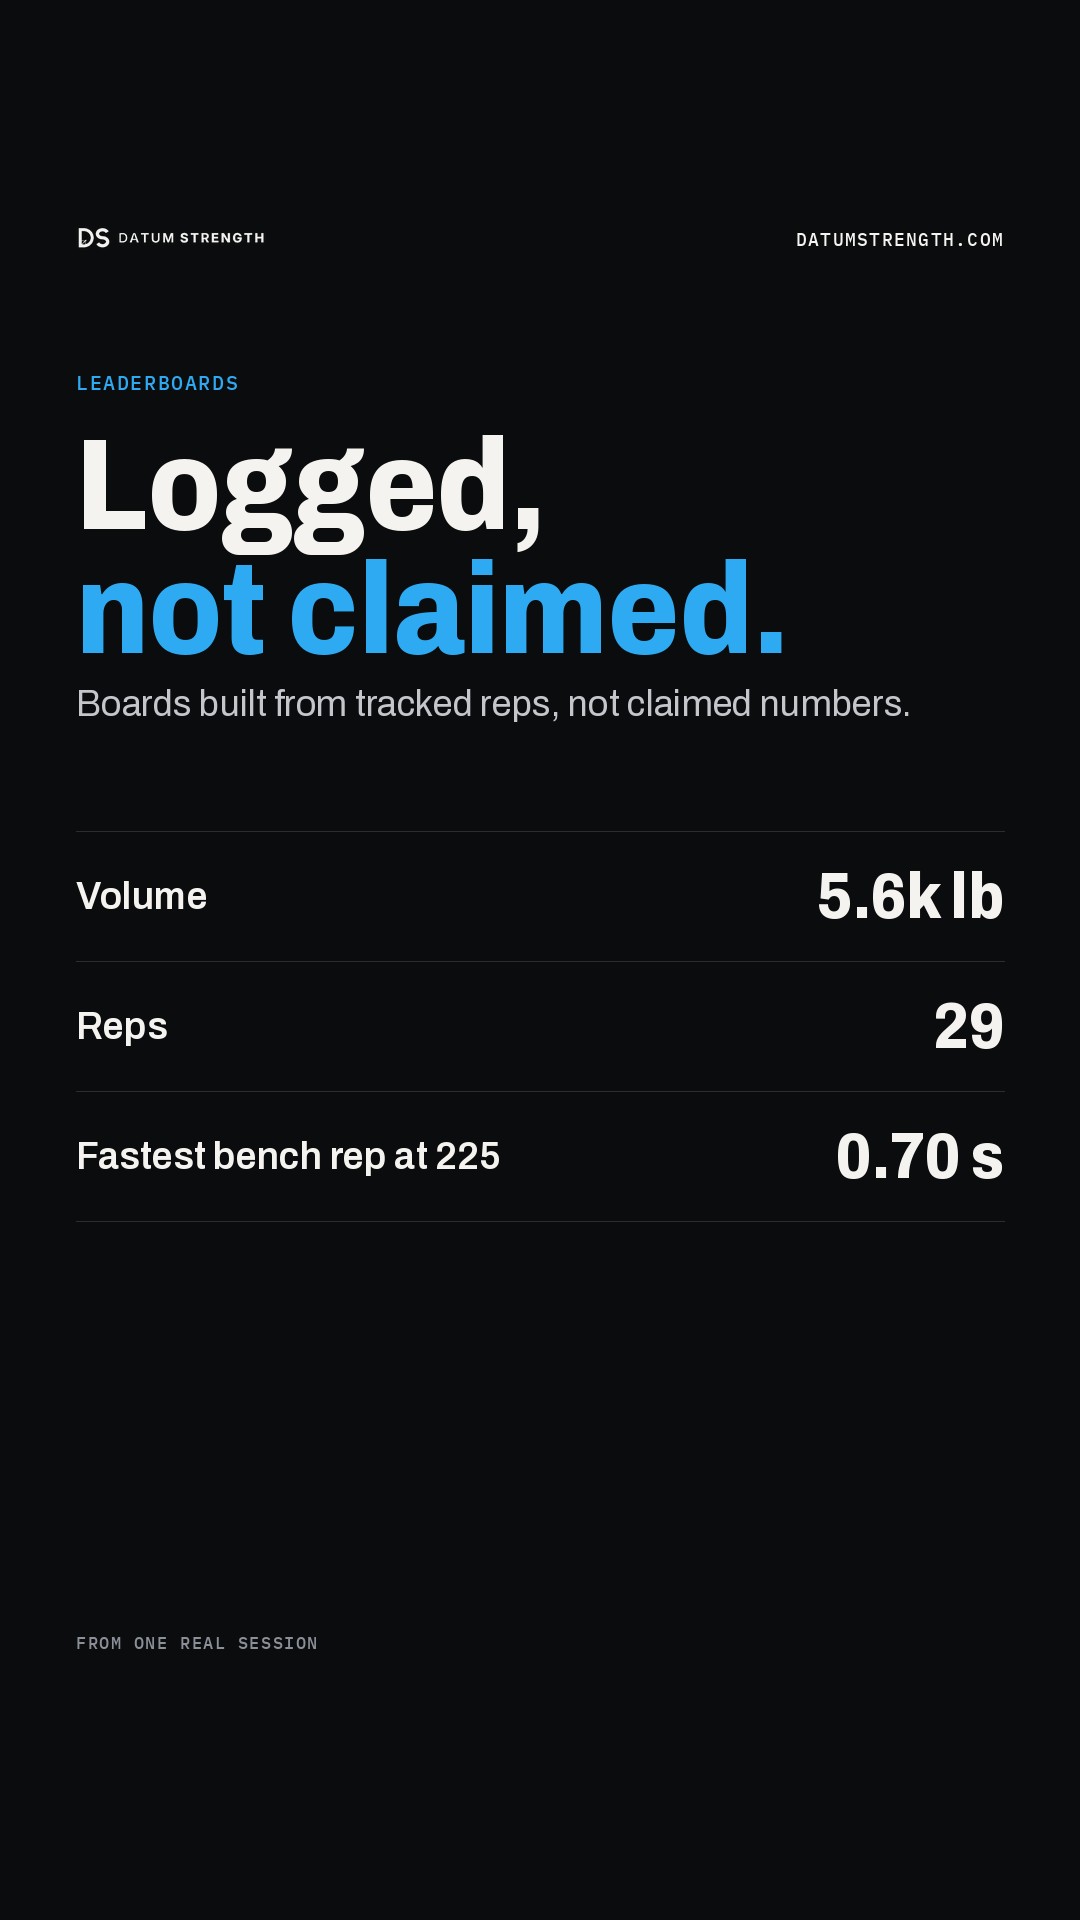 DS DATUM STRENGTH
DATUMSTRENGTH.COM
LEADERBOARDS
Logged,
not claimed.
Boards built from tracked reps, not claimed numbers.
Volume 5.6k lb
Reps 29
Fastest bench rep at 225 0.70 s
FROM ONE REAL SESSION